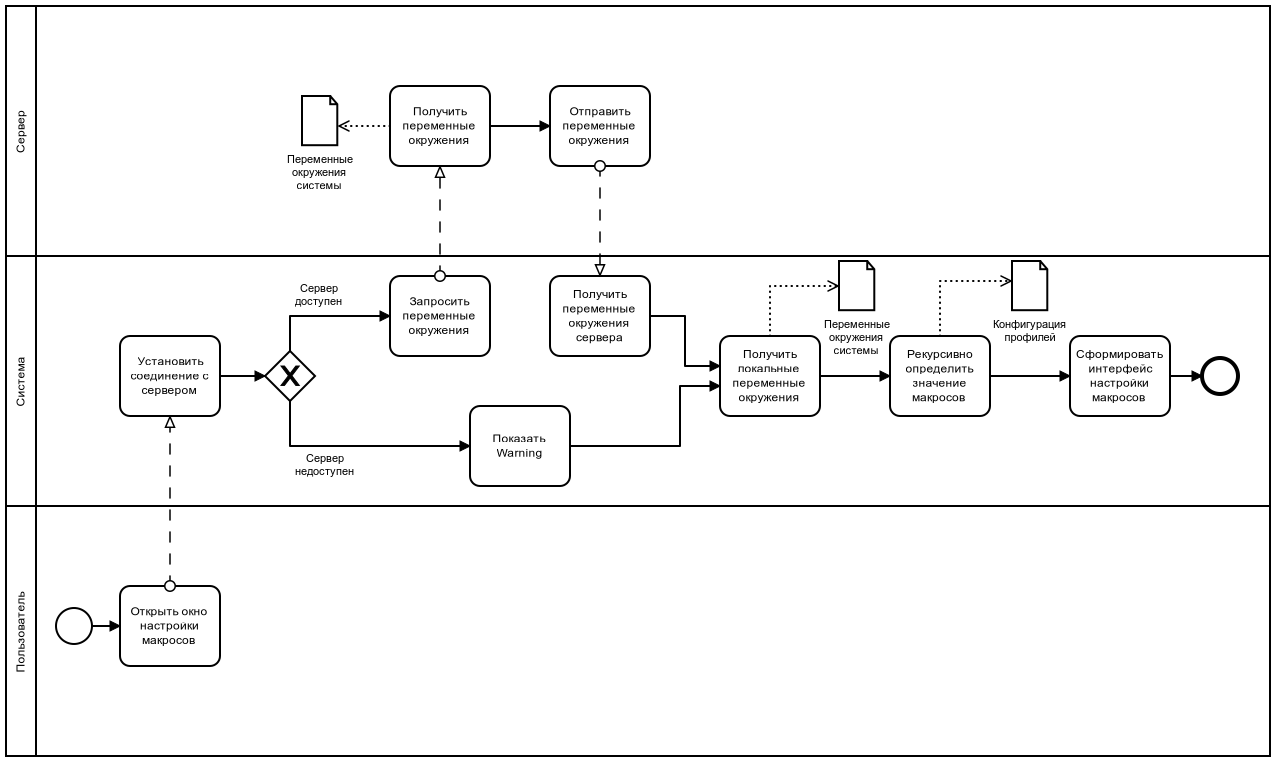 Сервер
Переменные
окружения
системы
Получить
переменные
окружения
Отправить
переменные
окружения
Система
Установить
соединение с
сервером
Сервер
доступен
Сервер
недоступен
Запросить
переменные
окружения
Показать
Warning
Получить
переменные
окружения
сервера
Получить
локальные
переменные
окружения
Переменные
окружения
системы
Рекурсивно
определить
значение
макросов
Конфигурация
профилей
Сформировать
интерфейс
настройки
макросов
Пользователь
Открыть окно
настройки
макросов